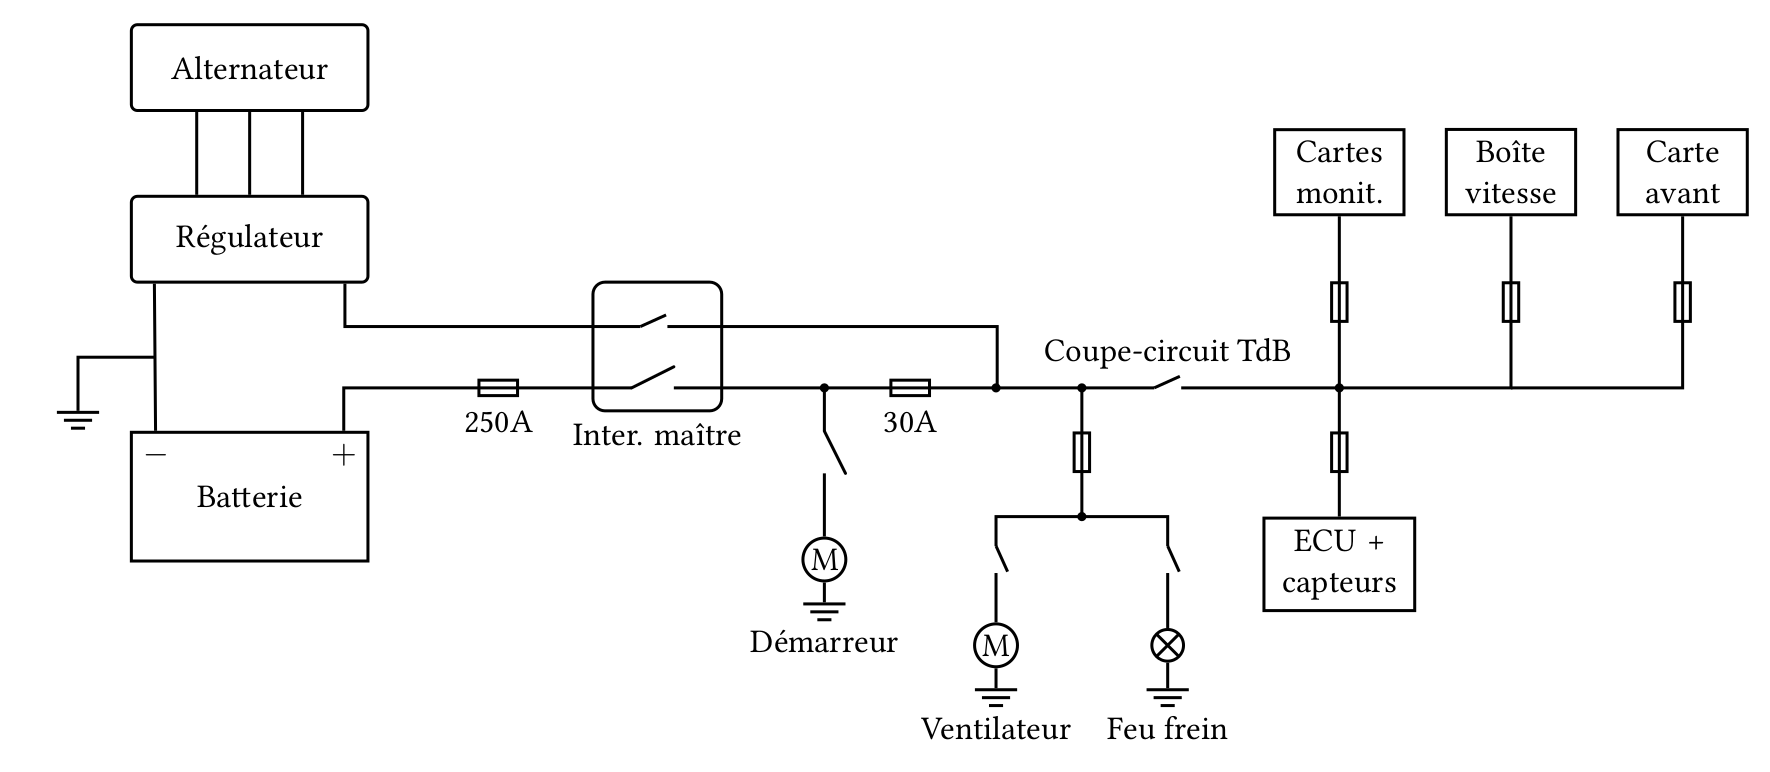 Alternateur
Régulateur
Cartes
monit.
Boîte
vitesse
Carte
avant
Coupe-circuit TdB
250A
Inter. maître
30A
− +
Batterie
M
Démarreur
ECU +
capteurs
M
Ventilateur
Feu frein